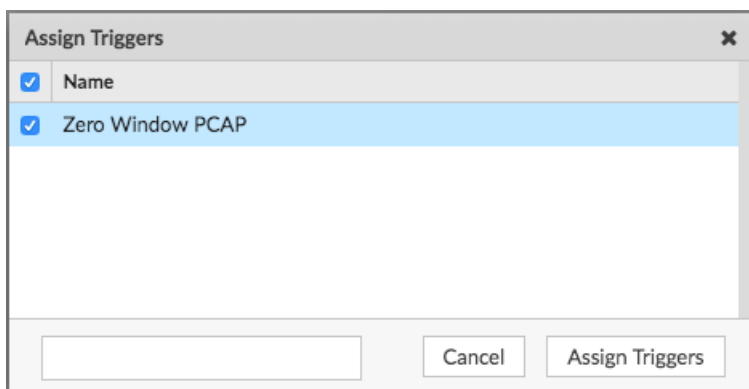 Assign Triggers
Name
Zero Window PCAP
Cancel Assign Triggers